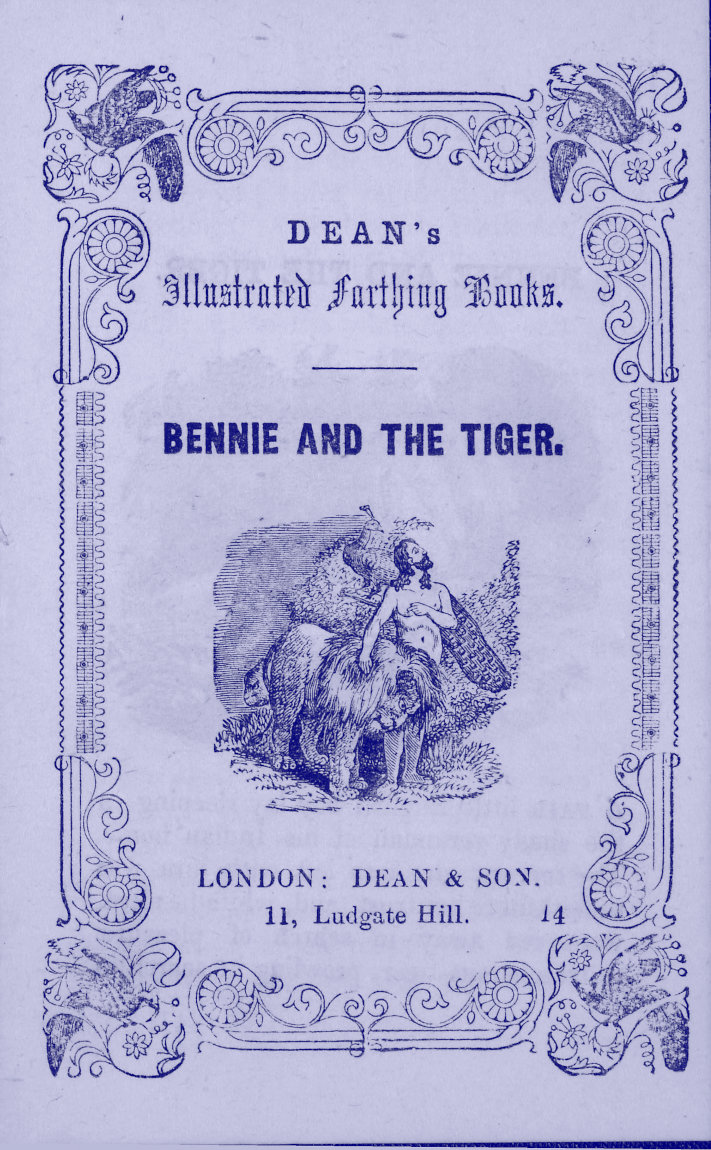 DEAN's
Illustrated Farthing Books.
BENNIE AND THE TIGER.
LONDON: DEAN & SON.
11, Ludgate Hill. 14